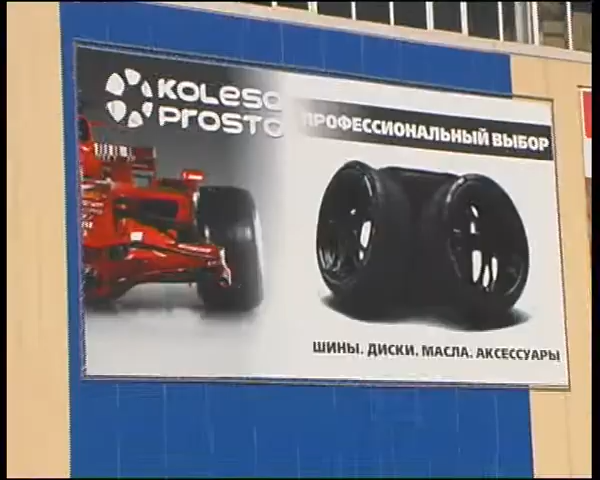 KOLESO
PROSTO
ПРОФЕССИОНАЛЬНЫЙ ВЫБОР
ШИНЫ. ДИСКИ. МАСЛА. АКСЕССУАРЫ